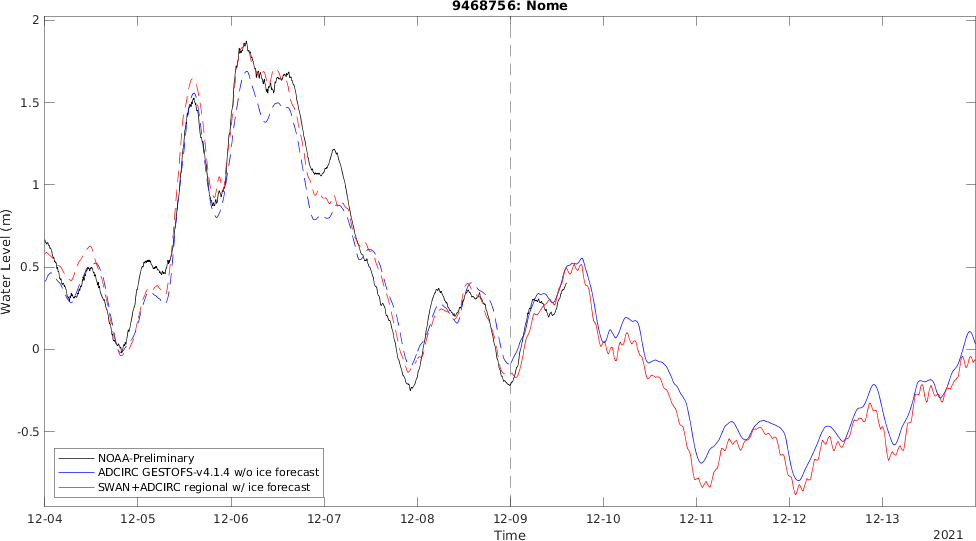 9468756: Nome
2
1.5
1
0.5
0
-0.5
Water Level (m)
NOAA-Preliminary
ADCIRC GESTOFS-v4.1.4 w/o ice forecast
SWAN+ADCIRC regional w/ ice forecast
12-04 12-05 12-06 12-07 12-08 12-09 12-10 12-11 12-12 12-13
Time
2021